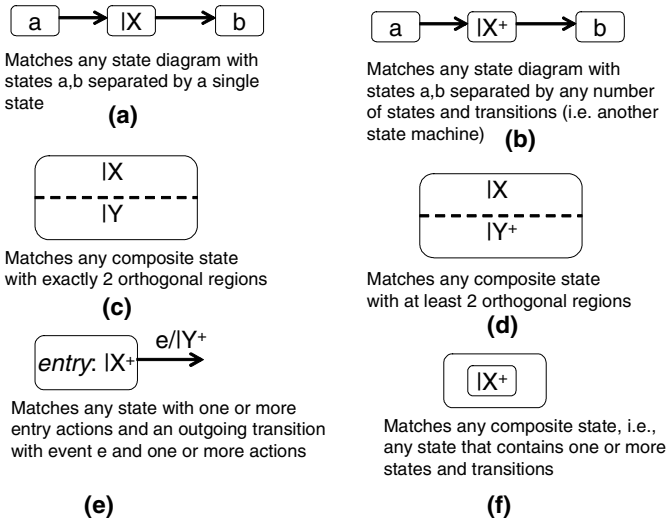 a |X b
Matches any state diagram with
states a,b separated by a single
state
(a)
a |X+ b
Matches any state diagram with
states a,b separated by any number
of states and transitions (i.e. another
state machine)
(b)
|X
|Y
Matches any composite state
with exactly 2 orthogonal regions
(c)
|X
|Y+
Matches any composite state
with at least 2 orthogonal regions
(d)
entry: |X+ e/|Y+
Matches any state with one or more
entry actions and an outgoing transition
with event e and one or more actions
(e)
|X+
Matches any composite state, i.e.,
any state that contains one or more
states and transitions
(f)